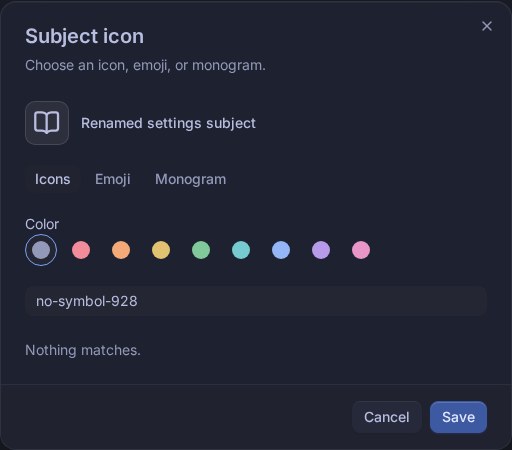 Subject icon
Choose an icon, emoji, or monogram.
Renamed settings subject
Icons Emoji Monogram
Color
no-symbol-928
Nothing matches.
Cancel Save